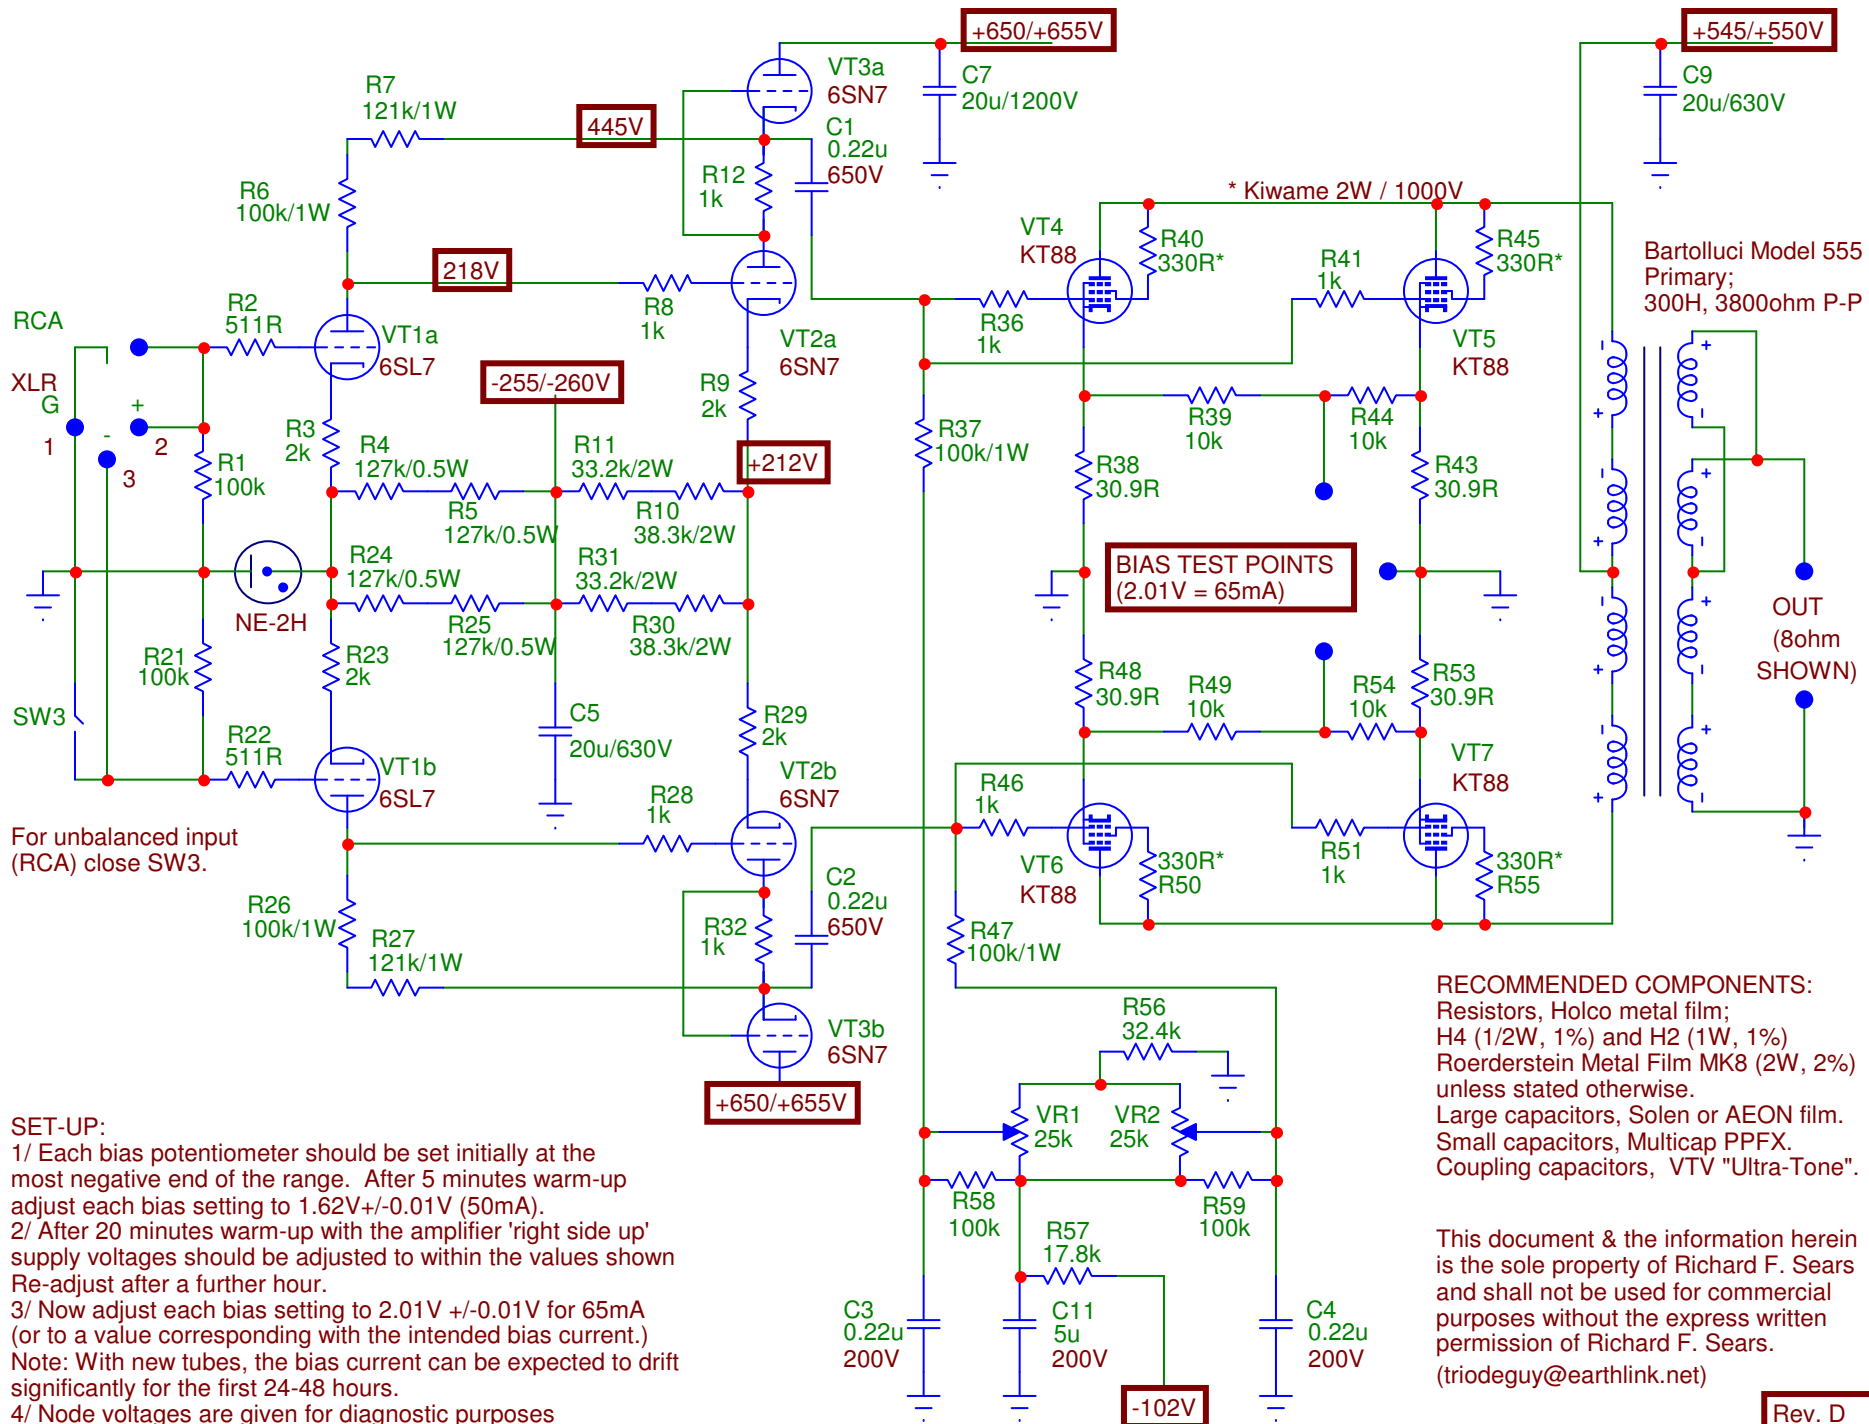 +650/+655V
+545/+550V
R7
121k/1W
VT3a
6SN7
C7
20u/1200V
C9
20u/630V
445V
C1
0.22u
650V
R12
1k
R6
100k/1W
* Kiwame 2W / 1000V
VT4
KT88
R40
330R*
R41
1k
R45
330R*
Bartolluci Model 555
Primary;
300H, 3800ohm P-P
218V
R8
1k
VT2a
6SN7
R36
1k
VT5
KT88
RCA
R2
511R
VT1a
6SL7
XLR
G
1
+
2
-
3
-255/-260V
R9
2k
R3
2k
R4
127k/0.5W
R11
33.2k/2W
+212V
R39
10k
R44
10k
R37
100k/1W
R1
100k
R5
127k/0.5W
R10
38.3k/2W
R38
30.9R
R43
30.9R
NE-2H
R24
127k/0.5W
R31
33.2k/2W
BIAS TEST POINTS
(2.01V = 65mA)
R25
127k/0.5W
R30
38.3k/2W
OUT
(8ohm
SHOWN)
R21
100k
R23
2k
R48
30.9R
R49
10k
R54
10k
R53
30.9R
SW3
R22
511R
VT1b
6SL7
C5
20u/630V
R29
2k
VT2b
6SN7
R28
1k
R46
1k
VT7
KT88
For unbalanced input
(RCA) close SW3.
VT6
KT88
330R*
R50
R51
1k
330R*
R55
R26
100k/1W
R27
121k/1W
R32
1k
C2
0.22u
650V
R47
100k/1W
VT3b
6SN7
+650/+655V
R56
32.4k
VR1
25k
VR2
25k
R58
100k
R59
100k
R57
17.8k
C3
0.22u
200V
C11
5u
200V
C4
0.22u
200V
-102V
RECOMMENDED COMPONENTS:
Resistors, Holco metal film;
H4 (1/2W, 1%) and H2 (1W, 1%)
Roerderstein Metal Film MK8 (2W, 2%)
unless stated otherwise.
Large capacitors, Solen or AEON film.
Small capacitors, Multicap PPFX.
Coupling capacitors, VTV "Ultra-Tone".
SET-UP:
1/ Each bias potentiometer should be set initially at the
most negative end of the range. After 5 minutes warm-up
adjust each bias setting to 1.62V+/-0.01V (50mA).
2/ After 20 minutes warm-up with the amplifier 'right side up'
supply voltages should be adjusted to within the values shown
Re-adjust after a further hour.
3/ Now adjust each bias setting to 2.01V +/-0.01V for 65mA
(or to a value corresponding with the intended bias current.)
Note: With new tubes, the bias current can be expected to drift
significantly for the first 24-48 hours.
4/ Node voltages are given for diagnostic purposes
This document & the information herein
is the sole property of Richard F. Sears
and shall not be used for commercial
purposes without the express written
permission of Richard F. Sears.
(triodeguy@earthlink.net)
Rev. D